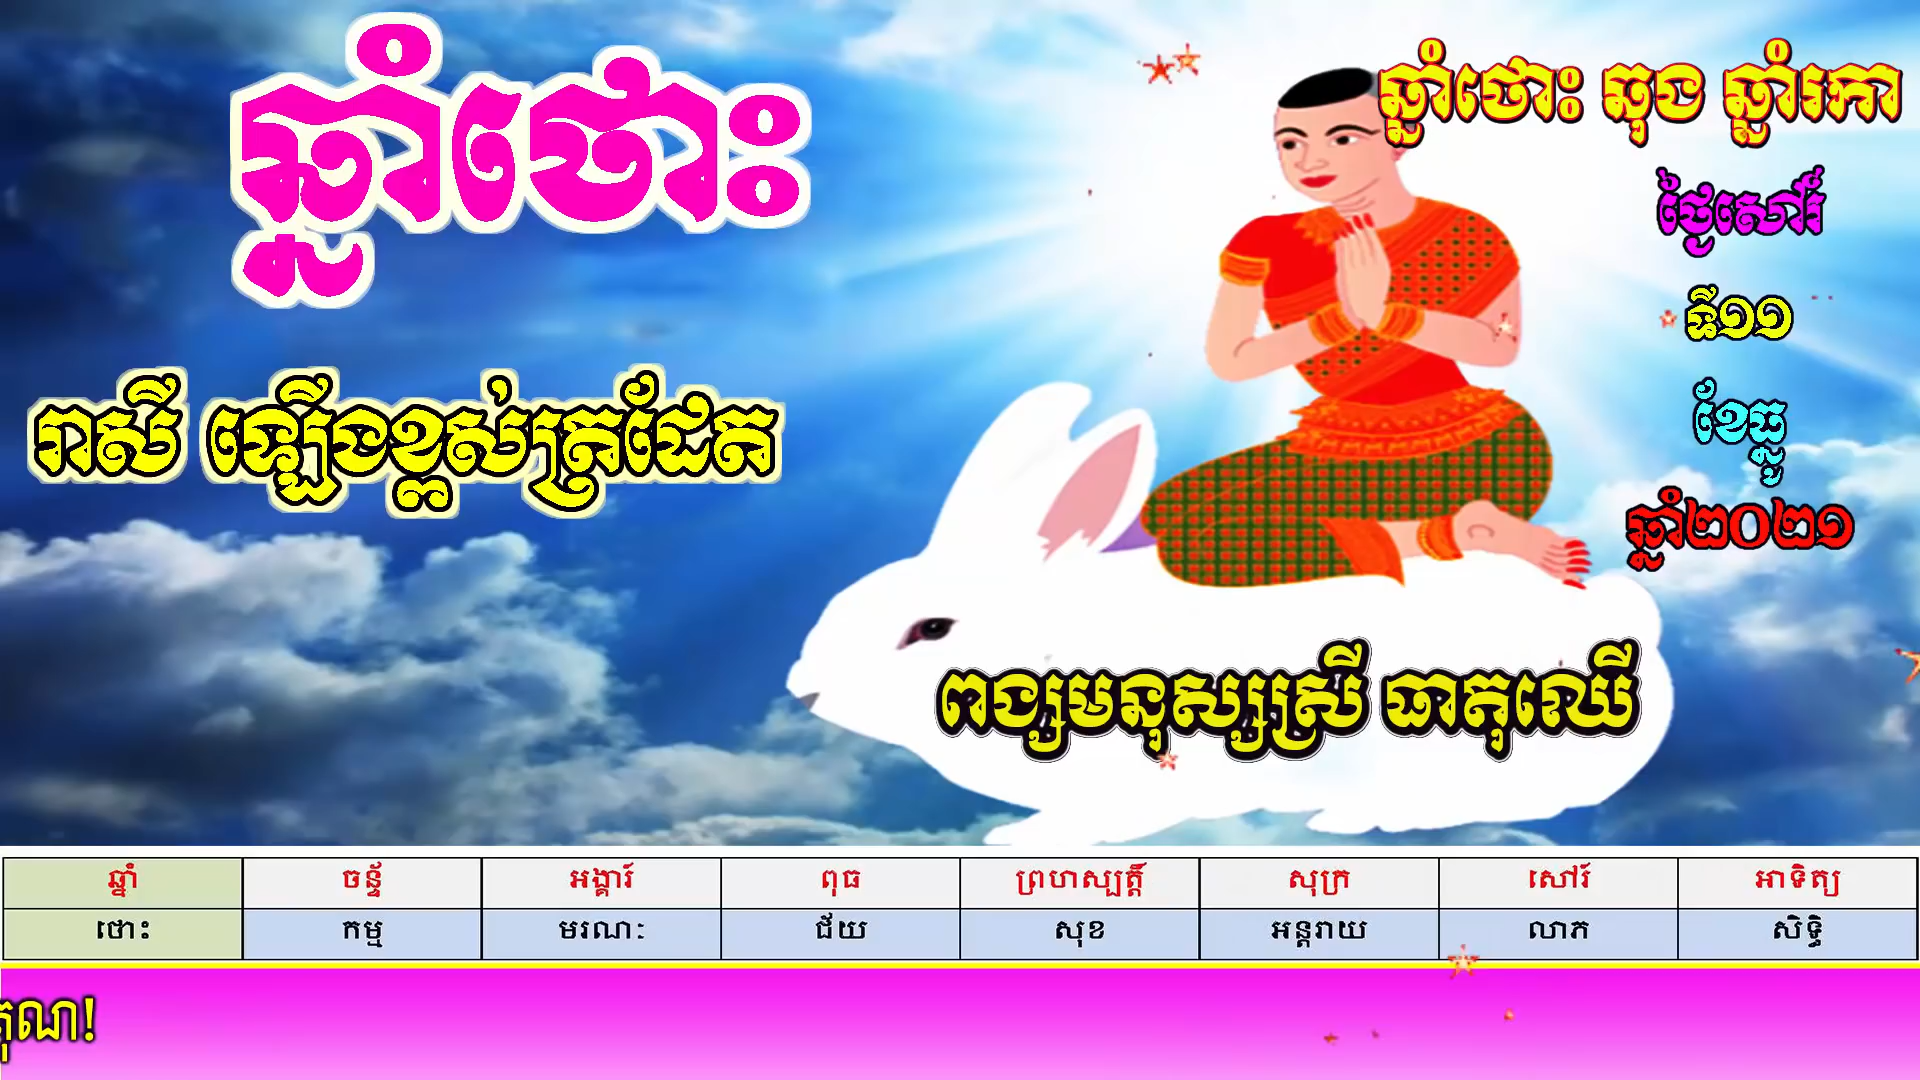 ឆ្នាំថោះ
រាសី ឡើងខ្ពស់ត្រដែត
ឆ្នាំថោះ ឆុង ឆ្នាំរកា
ថ្ងៃសៅរ៍
ទី១១
ខែធ្នូ
ឆ្នាំ២០២១
ពង្សមនុស្សស្រី ធាតុឈើ
ឆ្នាំ ចន្ទ័ អង្គារ៍ ពុធ ព្រហស្បត្តិ៍ សុក្រ សៅរ៍ អាទិត្យ
ថោះ កម្ម មរណៈ ជ័យ សុខ អន្តរាយ លាភ សិទ្ធិ